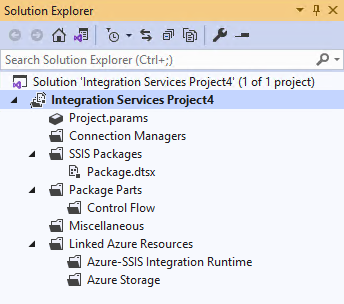 Solution Explorer
Search Solution Explorer (Ctrl+;)
Solution 'Integration Services Project4' (1 of 1 project)
Integration Services Project4
Project.params
Connection Managers
SSIS Packages
Package.dtsx
Package Parts
Control Flow
Miscellaneous
Linked Azure Resources
Azure-SSIS Integration Runtime
Azure Storage